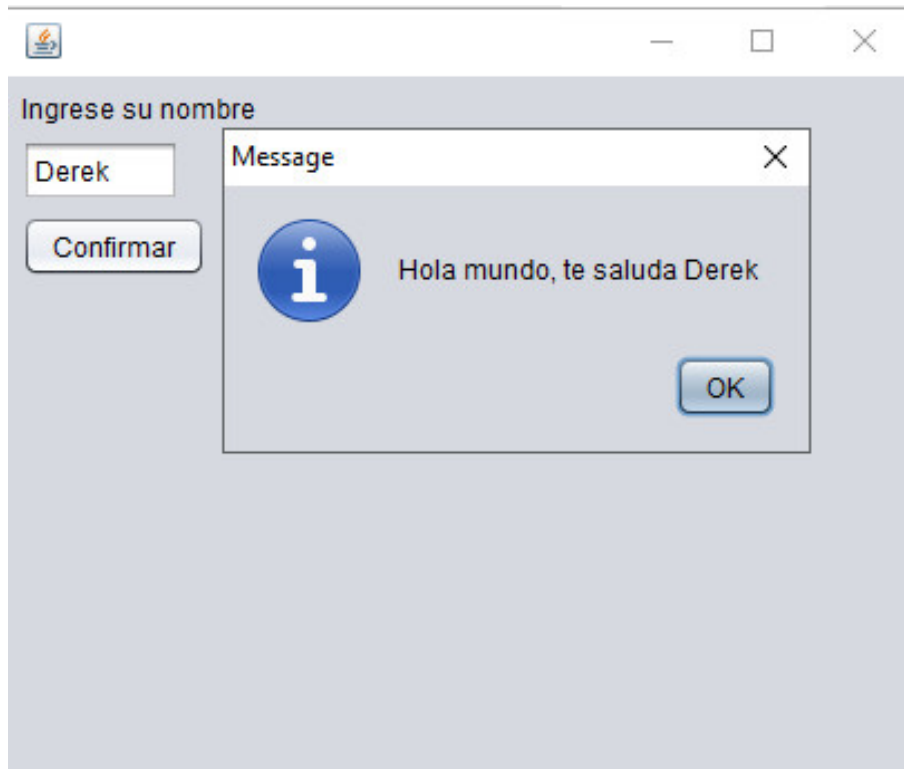 Ingrese su nombre
Derek
Confirmar
Message
Hola mundo, te saluda Derek
OK